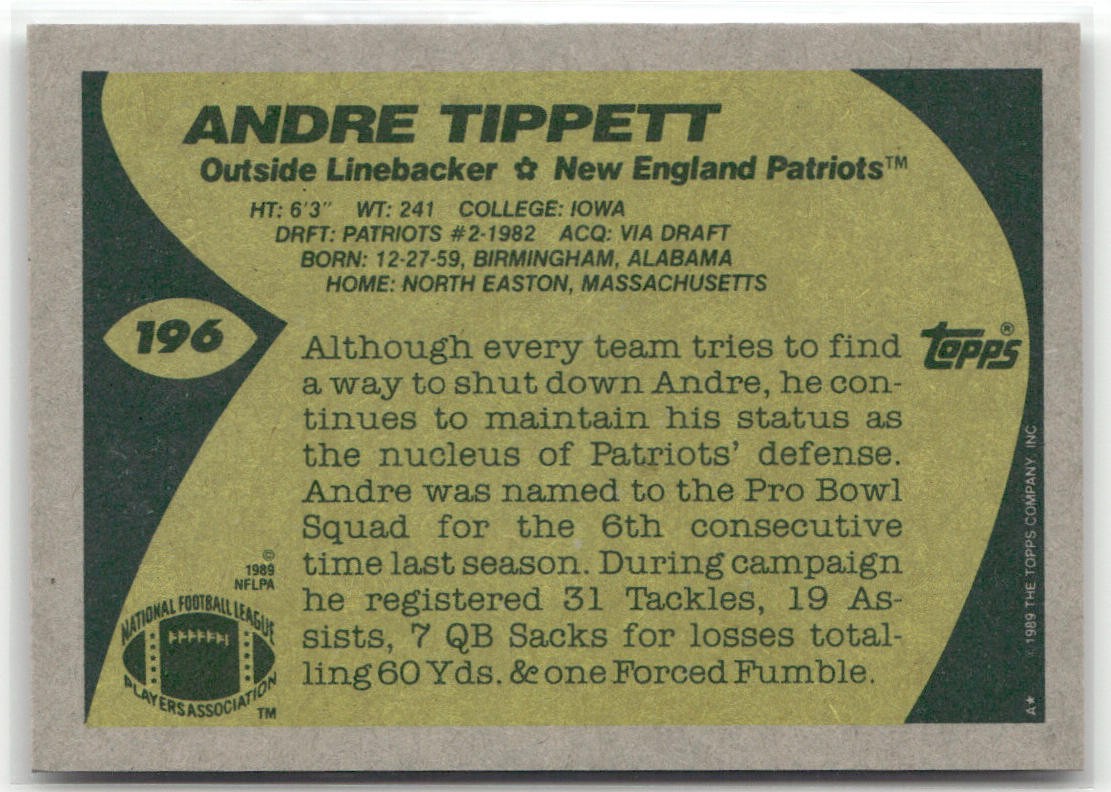 ANDRE TIPPETT
Outside Linebacker ✿ New England Patriots™
HT: 6'3" WT: 241 COLLEGE: IOWA
DRFT: PATRIOTS #2-1982 ACQ: VIA DRAFT
BORN: 12-27-59, BIRMINGHAM, ALABAMA
HOME: NORTH EASTON, MASSACHUSETTS
196
Topps®
Although every team tries to find
a way to shut down Andre, he con-
tinues to maintain his status as
the nucleus of Patriots' defense.
Andre was named to the Pro Bowl
Squad for the 6th consecutive
time last season. During campaign
he registered 31 Tackles, 19 As-
sists, 7 QB Sacks for losses total-
ling 60 Yds. & one Forced Fumble.
©
1989
NFLPA
NATIONAL FOOTBALL LEAGUE
PLAYERS ASSOCIATION
™
© 1989 THE TOPPS COMPANY, INC.
A*